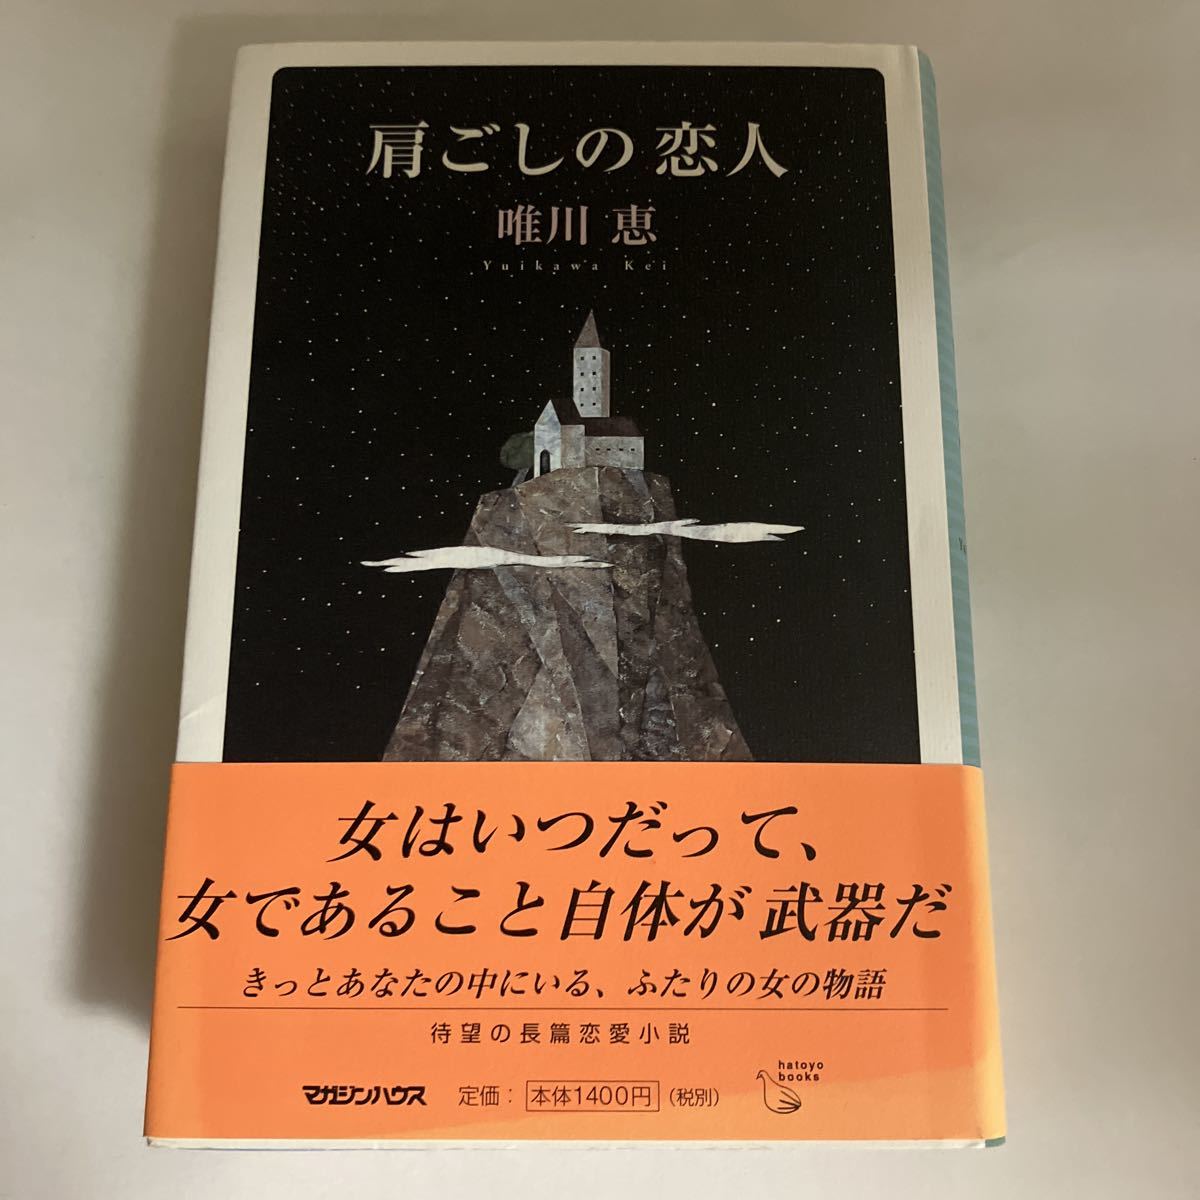 肩ごしの恋人
唯川 恵
Yuikawa Kei
女はいつだって、
女であること自体が武器だ
きっとあなたの中にいる、ふたりの女の物語
待望の長篇恋愛小説
マガジンハウス 定価：本体1400円（税別）
hatoyo
books